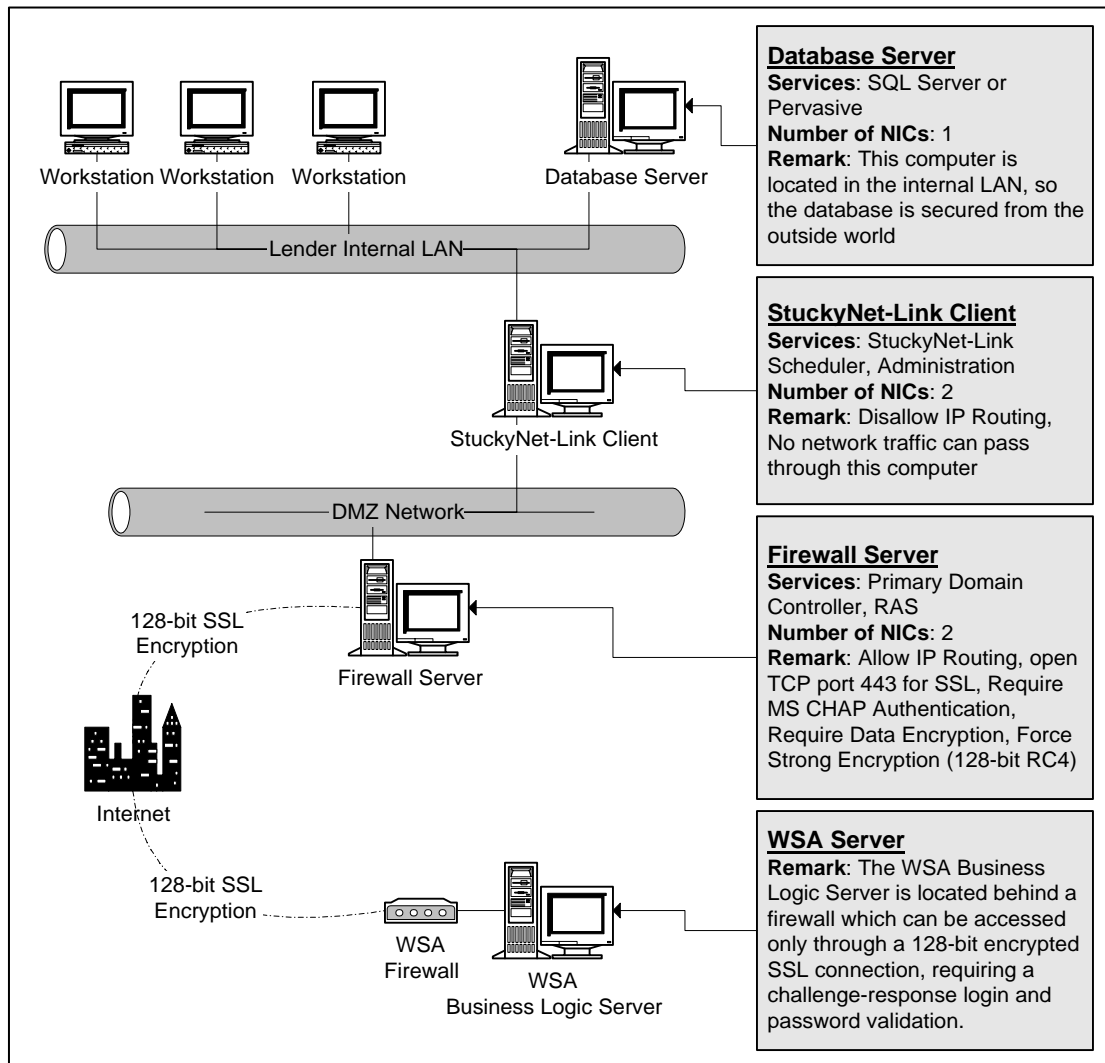 Workstation
Workstation
Workstation
Database Server
Lender Internal LAN
StuckyNet-Link Client
DMZ Network
128-bit SSL
Encryption
Firewall Server
Internet
128-bit SSL
Encryption
WSA
Firewall
WSA
Business Logic Server
Database Server
Services: SQL Server or
Pervasive
Number of NICs: 1
Remark: This computer is
located in the internal LAN, so
the database is secured from the
outside world
StuckyNet-Link Client
Services: StuckyNet-Link
Scheduler, Administration
Number of NICs: 2
Remark: Disallow IP Routing,
No network traffic can pass
through this computer
Firewall Server
Services: Primary Domain
Controller, RAS
Number of NICs: 2
Remark: Allow IP Routing, open
TCP port 443 for SSL, Require
MS CHAP Authentication,
Require Data Encryption, Force
Strong Encryption (128-bit RC4)
WSA Server
Remark: The WSA Business
Logic Server is located behind a
firewall which can be accessed
only through a 128-bit encrypted
SSL connection, requiring a
challenge-response login and
password validation.